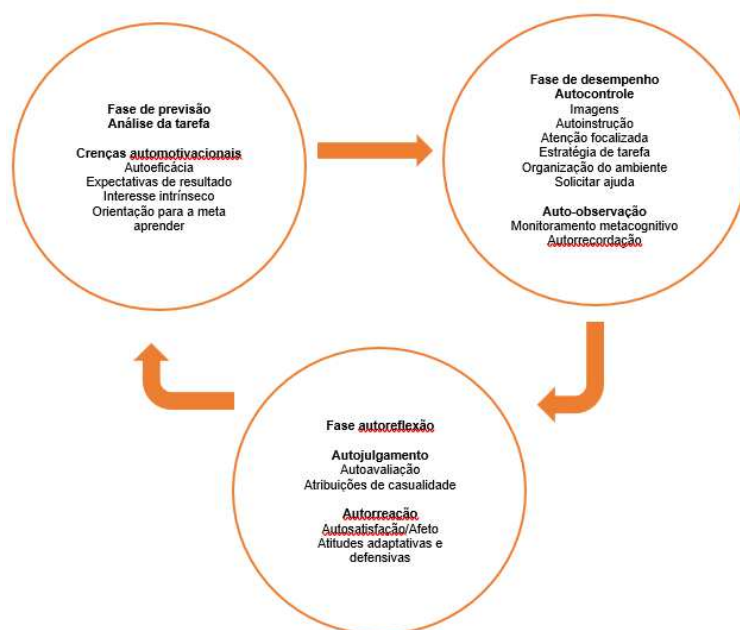 Fase de previsão
Análise da tarefa
Crenças automotivacionais
Autoeficácia
Expectativas de resultado
Interesse intrínseco
Orientação para a meta
aprender
Fase de desempenho
Autocontrole
Imagens
Autoinstrução
Atenção focalizada
Estratégia de tarefa
Organização do ambiente
Solicitar ajuda
Auto-observação
Monitoramento metacognitivo
Autorrecordação
Fase autoreflexão
Autojulgamento
Autoavaliação
Atribuições de casualidade
Autorreação
Autosatisfação/Afeto
Atitudes adaptativas e
defensivas